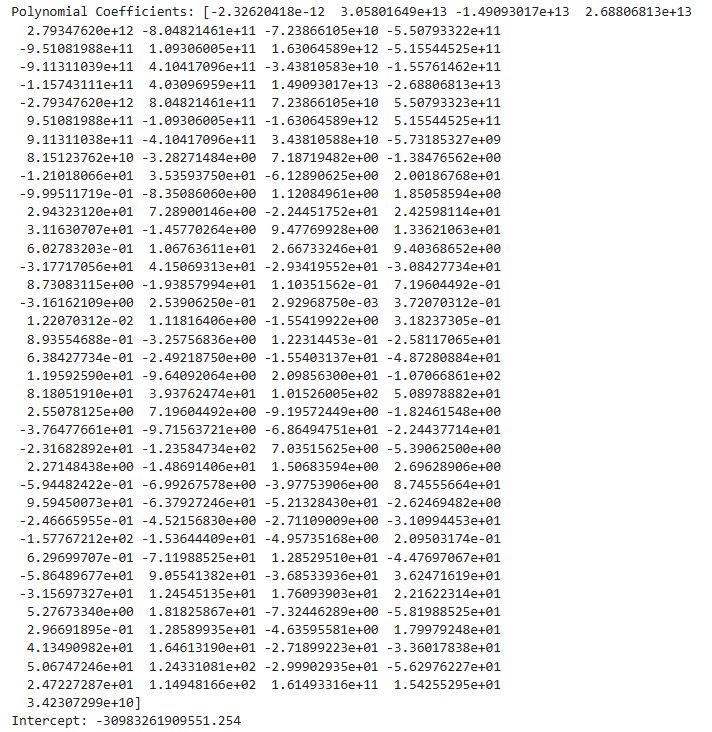 Polynomial Coefficients: [-2.32620418e-12  3.05801649e+13 -1.49093017e+13  2.68806813e+13
  2.79347620e+12 -8.04821461e+11 -7.23866105e+10 -5.50793322e+11
 -9.51081988e+11  1.09306005e+11  1.63064589e+12 -5.15544525e+11
 -9.11311039e+11  4.10417096e+11 -3.43810583e+10 -1.55761462e+11
 -1.15743111e+11  4.03096959e+11  1.49093017e+13 -2.68806813e+13
 -2.79347620e+12  8.04821461e+11  7.23866105e+10  5.50793323e+11
  9.51081988e+11 -1.09306005e+11 -1.63064589e+12  5.15544525e+11
  9.11311038e+11 -4.10417096e+11  3.43810588e+10 -5.73185327e+09
  8.15123762e+10 -3.28271484e+00  7.18719482e+00 -1.38476562e+00
 -1.21018066e+01  3.53593750e+01 -6.12890625e+00  2.00186768e+01
 -9.99511719e-01 -8.35086060e+00  1.12084961e+00  1.85058594e+00
  2.94323120e+01  7.28900146e+00 -2.24451752e+01  2.42598114e+01
  3.11630707e+01 -1.45770264e+00  9.47769928e+00  1.33621063e+01
  6.02783203e-01  1.06763611e+01  2.66733246e+01  9.40368652e+00
 -3.17717056e+01  4.15069313e+01 -2.93419552e+01 -3.08427734e+01
  8.73083115e+00 -1.93857994e+01  1.10351562e-01  7.19604492e-01
 -3.16162109e+00  2.53906250e-01  2.92968750e-03  3.72070312e-01
  1.22070312e-02  1.11816406e+00 -1.55419922e+00  3.18237305e-01
  8.93554688e-01 -3.25756836e+00  1.22314453e-01 -2.58117065e+01
  6.38427734e-01 -2.49218750e+00 -1.55403137e+01 -4.87280884e+01
  1.19592590e+01 -9.64092064e+00  2.09856300e+01 -1.07066861e+02
  8.18051910e+01  3.93762474e+01  1.01526005e+02  5.08978882e+01
  2.55078125e+00  7.19604492e+00 -9.19572449e+00 -1.82461548e+00
 -3.76477661e+01 -9.71563721e+00 -6.86494751e+01 -2.24437714e+01
 -2.31682892e+01 -1.23584734e+02  7.03515625e+00 -5.39062500e+00
  2.27148438e+00 -1.48691406e+01  1.50683594e+00  2.69628906e+00
 -5.94482422e-01 -6.99267578e+00 -3.97753906e+00  8.74555664e+01
  9.59450073e+01 -6.37927246e+01 -5.21328430e+01 -2.62469482e+00
 -2.46665955e-01 -4.52156830e+00 -2.71109009e+00 -3.10994453e+01
 -1.57767212e+02 -1.53644409e+01 -4.95735168e+00  2.09503174e-01
  6.29699707e-01 -7.11988525e+01  1.28529510e+01 -4.47697067e+01
 -5.86489677e+01  9.05541382e+01 -3.68533936e+01  3.62471619e+01
 -3.15697327e+01  1.24545135e+01  1.76093903e+01  2.21622314e+01
  5.27673340e+00  1.81825867e+01 -7.32446289e+00 -5.81988525e+01
  2.96691895e-01  1.28589935e+01 -4.63595581e+00  1.79979248e+01
  4.13490982e+01  1.64613190e+01 -2.71899223e+01 -3.36017838e+01
  5.06747246e+01  1.24331081e+02 -2.99902935e+01 -5.62976227e+01
  2.47227287e+01  1.14948166e+02  1.61493316e+11  1.54255295e+01
  3.42307299e+10]
Intercept: -30983261909551.254